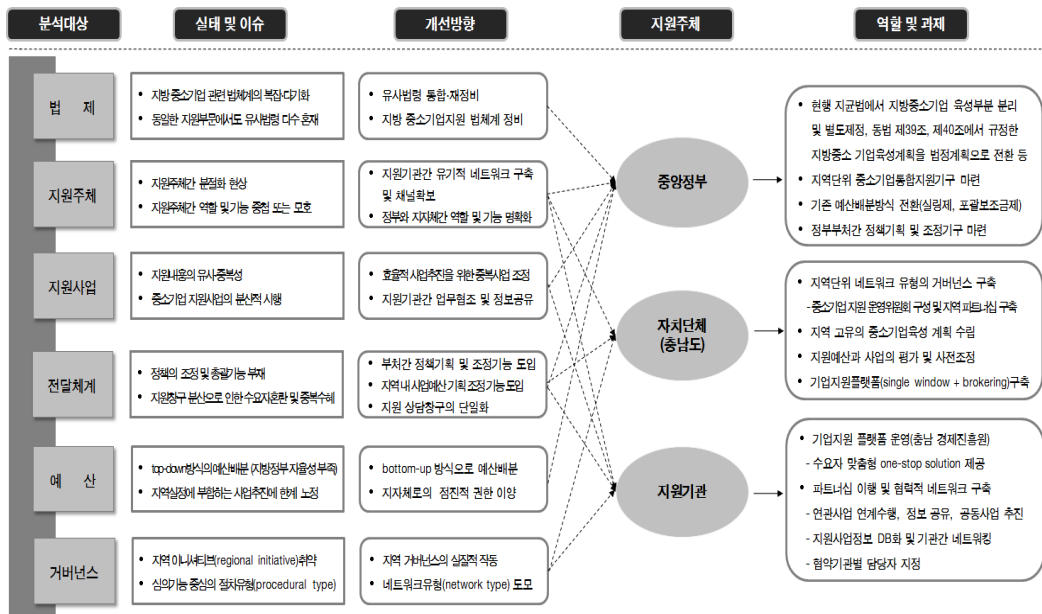 분석대상
실태 및 이슈
개선방향
지원주체
역할 및 과제
법 제
• 지방 중소기업 관련 법체계의 복잡·다기화
• 동일한 지원부문에서도 유사법령 다수 혼재
• 유사법령 통합·재정비
• 지방 중소기업지원 법체계 정비
지원주체
• 지원주체간 분절화 현상
• 지원주체간 역할 및 기능 중첩 또는 모호
• 지원기관간 유기적 네트워크 구축
및 채널확보
• 정부와 지자체간 역할 및 기능 명확화
지원사업
• 지원내용의 유사·중복성
• 중소기업 지원사업의 분산적 시행
• 효율적 사업추진을 위한 중복사업 조정
• 지원기관간 업무협조 및 정보공유
전달체계
• 정책의 조정 및 총괄기능 부재
• 지원창구 분산으로 인한 수요자혼란 및 중복수혜
• 부처간 정책기획 및 조정기능 도입
• 지역 내 사업예산 기획 조정기능 도입
• 지원 상담창구의 단일화
예 산
• top-down방식의 예산배분 (지방정부 자율성 부족)
• 지역실정에 부합하는 사업추진에 한계 노정
• bottom-up 방식으로 예산배분
• 지자체로의 점진적 권한 이양
거버넌스
• 지역 이니셔티브(regional initiative)취약
• 심의기능 중심의 절차유형(procedural type)
• 지역 거버넌스의 실질적 작동
• 네트워크유형(network type) 도모
중앙정부
• 현행 지균법에서 지방중소기업 육성부분 분리
및 별도제정, 동법 제39조, 제40조에서 규정한
지방중소 기업육성계획을 법정계획으로 전환 등
• 지역단위 중소기업통합지원기구 마련
• 기존 예산배분방식 전환(실링제, 포괄보조금제)
• 정부부처간 정책기획 및 조정기구 마련
자치단체
(충남도)
• 지역단위 네트워크 유형의 거버넌스 구축
- 중소기업 지원 운영위원회 구성 및 지역 파트너십 구축
• 지역 고유의 중소기업육성 계획 수립
• 지원예산과 사업의 평가 및 사전조정
• 기업지원플랫폼(single window + brokering)구축
지원기관
• 기업지원 플랫폼 운영(충남 경제진흥원)
- 수요자 맞춤형 one-stop solution 제공
• 파트너십 이행 및 협력적 네트워크 구축
- 연관사업 연계수행, 정보 공유, 공동사업 추진
- 지원사업정보 DB화 및 기관간 네트워킹
- 협약기관별 담당자 지정